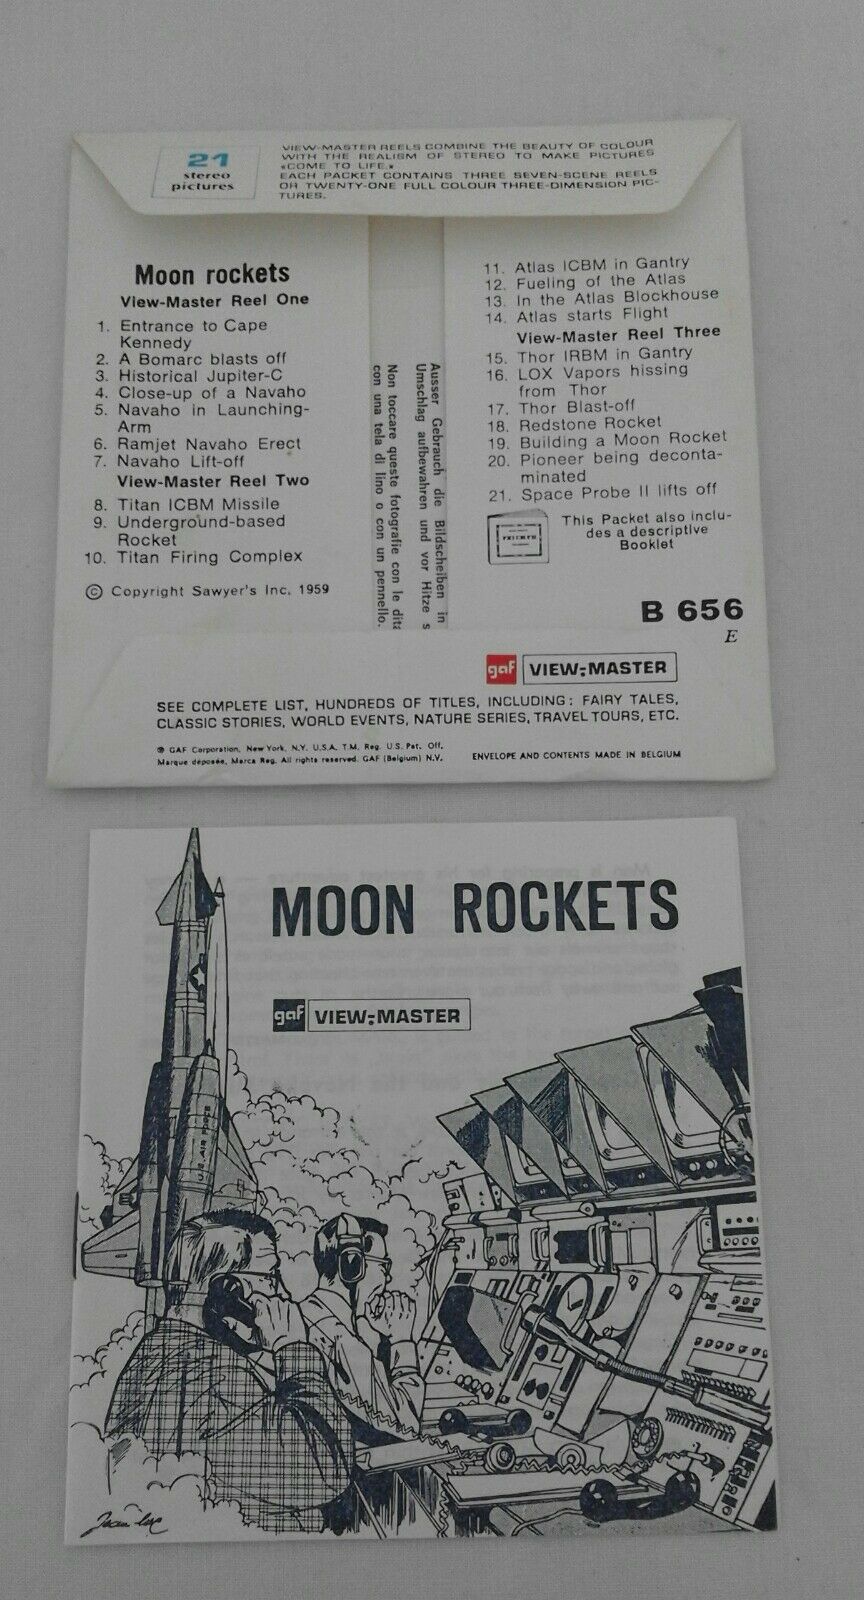 21
stereo
pictures
VIEW-MASTER REELS COMBINE THE BEAUTY OF COLOUR
WITH THE REALISM OF STEREO TO MAKE PICTURES
«COME TO LIFE.»
EACH PACKET CONTAINS THREE SEVEN-SCENE REELS
OR TWENTY-ONE FULL COLOUR THREE-DIMENSION PIC-
TURES.
Moon rockets
View-Master Reel One
1. Entrance to Cape
Kennedy
2. A Bomarc blasts off
3. Historical Jupiter-C
4. Close-up of a Navaho
5. Navaho in Launching-
Arm
6. Ramjet Navaho Erect
7. Navaho Lift-off
View-Master Reel Two
8. Titan ICBM Missile
9. Underground-based
Rocket
10. Titan Firing Complex
© Copyright Sawyer's Inc. 1959
Ausser Gebrauch die Bildscheiben in
Umschlag aufbewahren und vor Hitze s
Non toccare queste fotografie con le dita
con una tela di lino o con un pennello.
11. Atlas ICBM in Gantry
12. Fueling of the Atlas
13. In the Atlas Blockhouse
14. Atlas starts Flight
View-Master Reel Three
15. Thor IRBM in Gantry
16. LOX Vapors hissing
from Thor
17. Thor Blast-off
18. Redstone Rocket
19. Building a Moon Rocket
20. Pioneer being deconta-
minated
21. Space Probe II lifts off
This Packet also inclu-
des a descriptive
Booklet
B 656
E
gaf VIEW-MASTER
SEE COMPLETE LIST, HUNDREDS OF TITLES, INCLUDING: FAIRY TALES,
CLASSIC STORIES, WORLD EVENTS, NATURE SERIES, TRAVEL TOURS, ETC.
® GAF Corporation, New York, N.Y. U.S.A. T.M. Reg. U.S. Pat. Off.
Marque déposée, Marca Reg. All rights reserved. GAF (Belgium) N.V.
ENVELOPE AND CONTENTS MADE IN BELGIUM
MOON ROCKETS
gaf VIEW-MASTER
U.S. AIR FORCE
Jean-luc